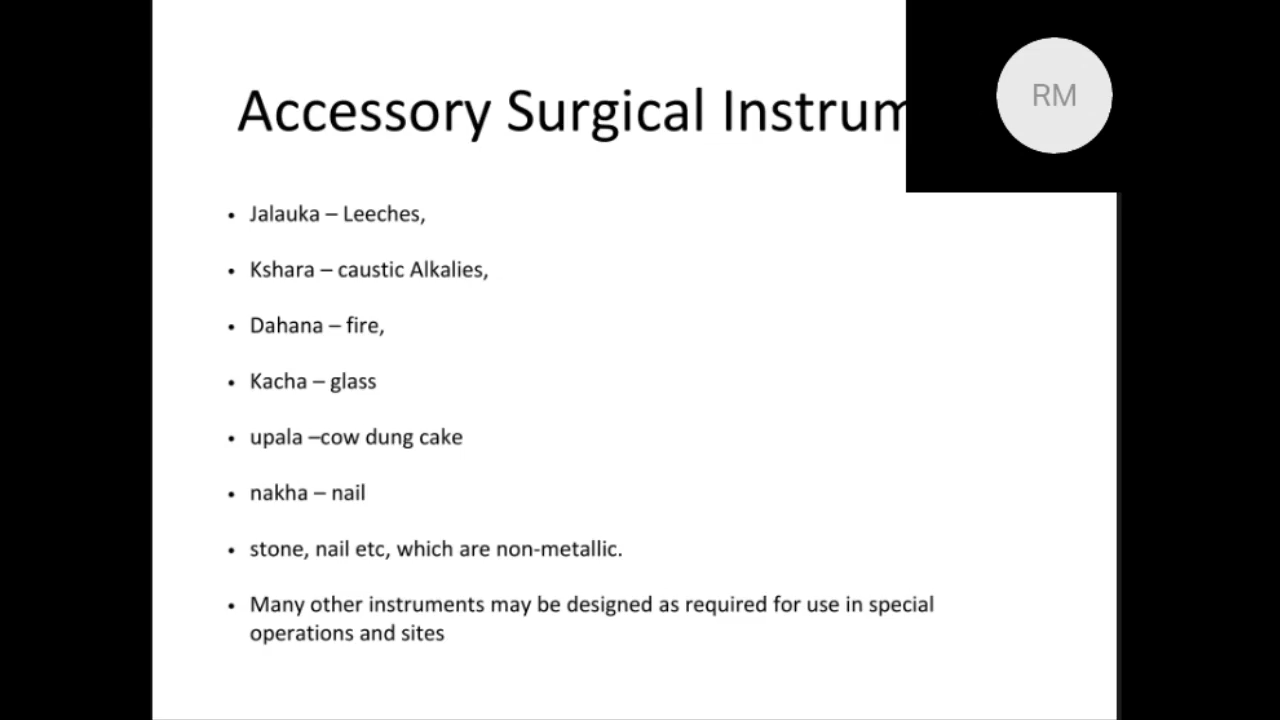 Accessory Surgical Instrum
RM
• Jalauka – Leeches,
• Kshara – caustic Alkalies,
• Dahana – fire,
• Kacha – glass
• upala –cow dung cake
• nakha – nail
• stone, nail etc, which are non-metallic.
• Many other instruments may be designed as required for use in special
operations and sites